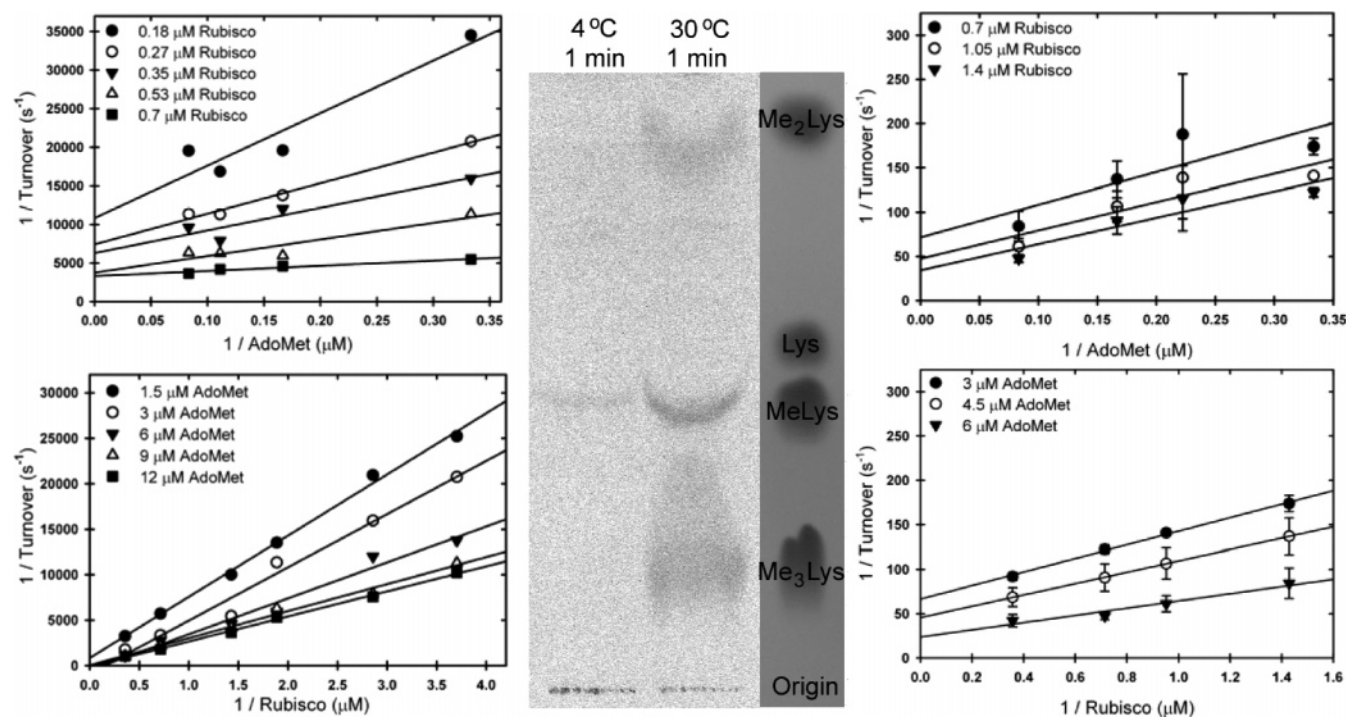 35000
30000
25000
20000
15000
10000
5000
0
1 / Turnover (s⁻¹)
0.18 μM Rubisco
0.27 μM Rubisco
0.35 μM Rubisco
0.53 μM Rubisco
0.7 μM Rubisco
0.00 0.05 0.10 0.15 0.20 0.25 0.30 0.35
1 / AdoMet (μM)
30000
25000
20000
15000
10000
5000
0
1 / Turnover (s⁻¹)
1.5 μM AdoMet
3 μM AdoMet
6 μM AdoMet
9 μM AdoMet
12 μM AdoMet
0.0 0.5 1.0 1.5 2.0 2.5 3.0 3.5 4.0
1 / Rubisco (μM)
4 ºC 30 ºC
1 min 1 min
Me₂Lys
Lys
MeLys
Me₃Lys
Origin
300
250
200
150
100
50
0
1 / Turnover (s⁻¹)
0.7 μM Rubisco
1.05 μM Rubisco
1.4 μM Rubisco
0.00 0.05 0.10 0.15 0.20 0.25 0.30 0.35
1 / AdoMet (μM)
300
250
200
150
100
50
0
1 / Turnover (s⁻¹)
3 μM AdoMet
4.5 μM AdoMet
6 μM AdoMet
0.0 0.2 0.4 0.6 0.8 1.0 1.2 1.4 1.6
1 / Rubisco (μM)